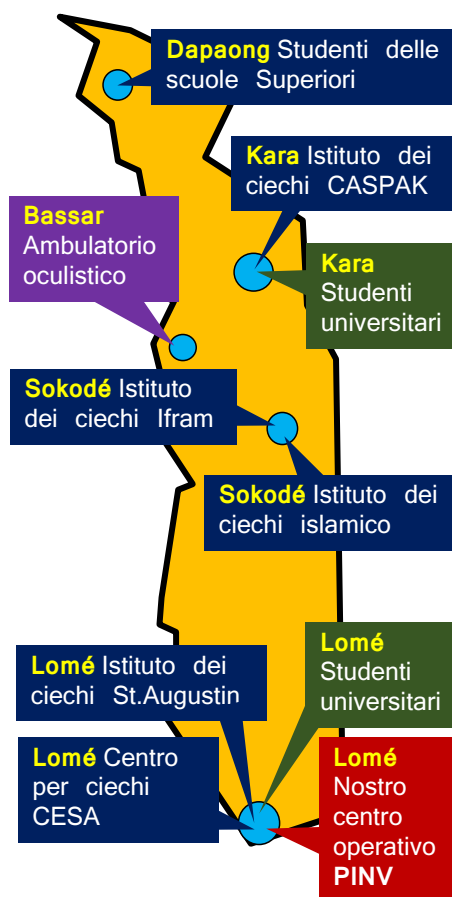 Dapaong Studenti delle
scuole Superiori
Kara Istituto dei
ciechi CASPAK
Bassar
Ambulatorio
oculistico
Kara
Studenti
universitari
Sokodé Istituto
dei ciechi Ifram
Sokodé Istituto dei
ciechi islamico
Lomé Istituto dei
ciechi St.Augustin
Lomé
Studenti
universitari
Lomé Centro
per ciechi
CESA
Lomé
Nostro
centro
operativo
PINV